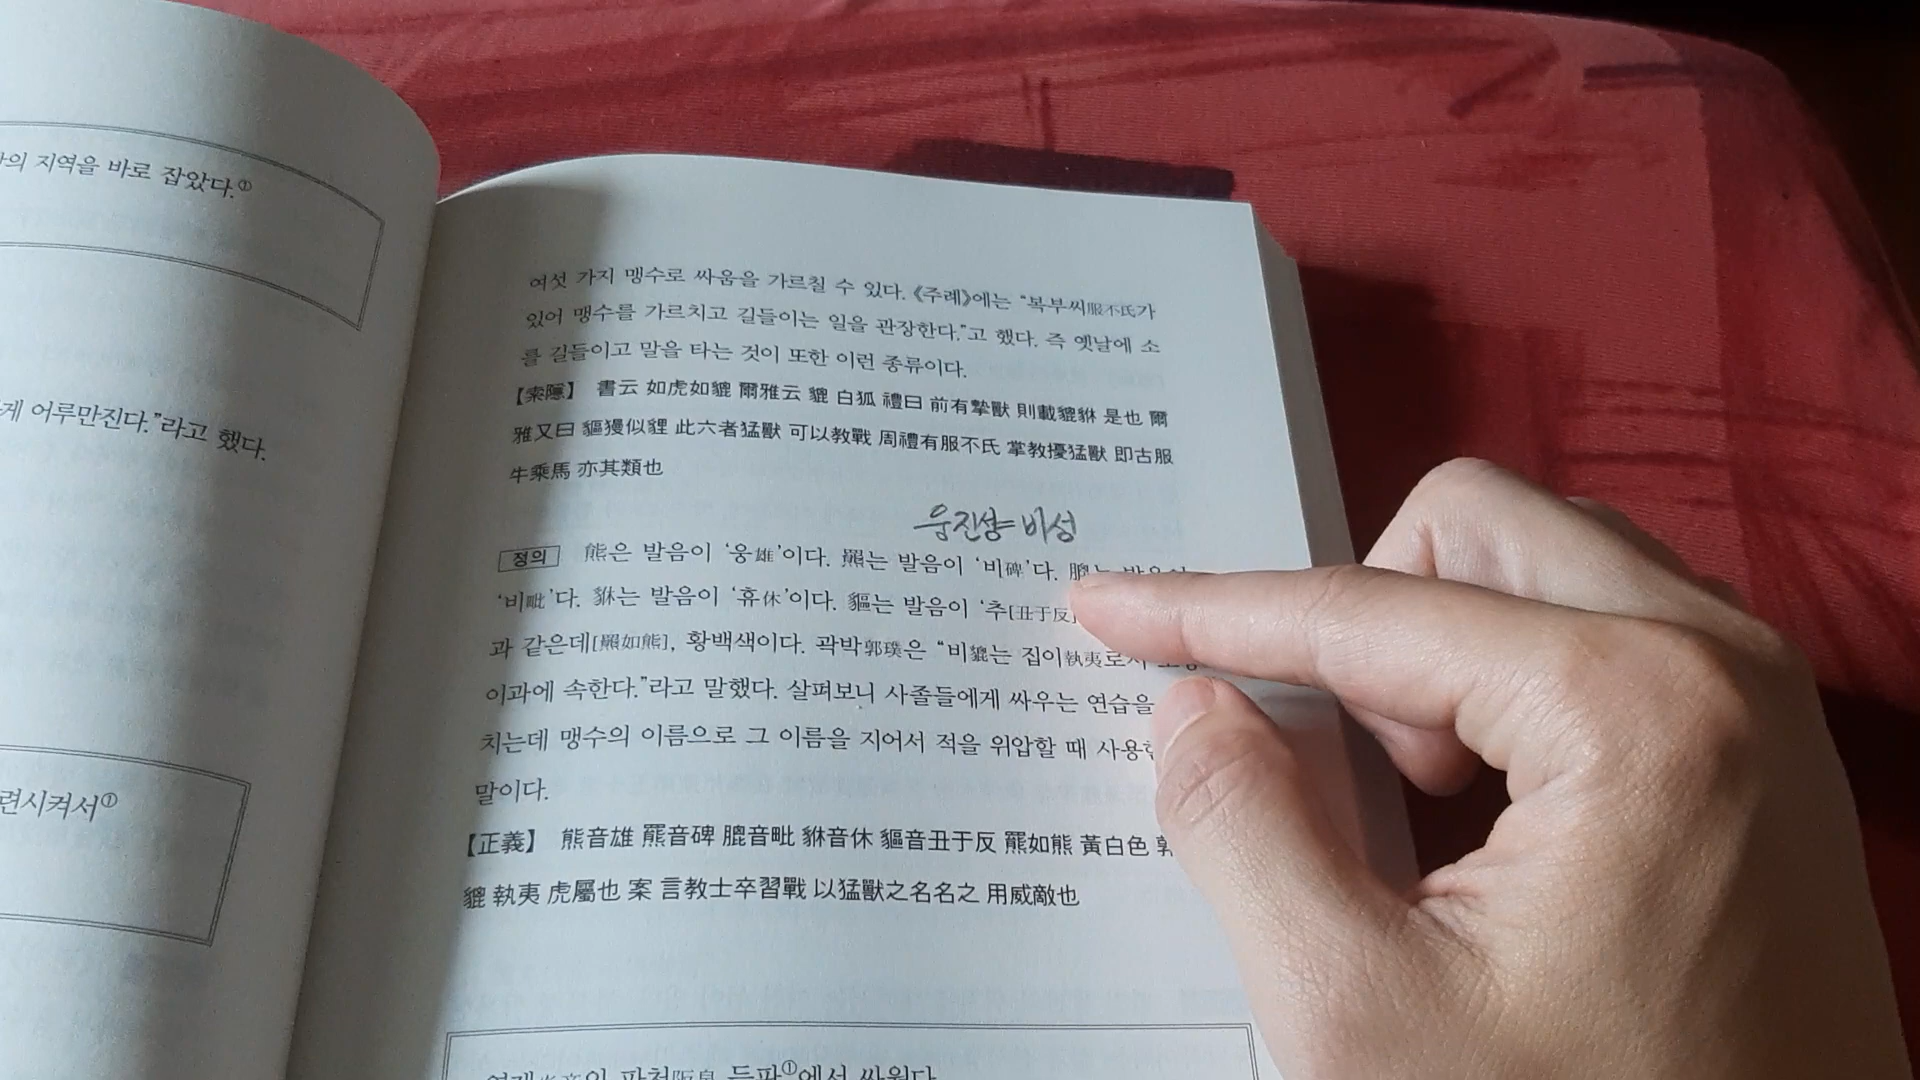 의 지역을 바로 잡았다.①
게 어루만진다.”라고 했다.
련시켜서①
여섯 가지 맹수로 싸움을 가르칠 수 있다. 《주례》에는 “복부씨服不氏가
있어 맹수를 가르치고 길들이는 일을 관장한다.”고 했다. 즉 옛날에 소
를 길들이고 말을 타는 것이 또한 이런 종류이다.
【索隱】 書云 如虎如貔 爾雅云 貔 白狐 禮曰 前有摯獸 則載貔貅 是也 爾
雅又曰 貙獌似貍 此六者猛獸 可以教戰 周禮有服不氏 掌教擾猛獸 即古服
牛乘馬 亦其類也
웅진성= 비성
정의 熊은 발음이 ‘웅雄’이다. 羆는 발음이 ‘비碑’다.
‘비毗’다. 貅는 발음이 ‘휴休’이다. 貙는 발음이 ‘추[丑于反]
과 같은데[羆如熊], 황백색이다. 곽박郭璞은 “비貔는 집이執夷로서
이과에 속한다.”라고 말했다. 살펴보니 사졸들에게 싸우는 연습을
치는데 맹수의 이름으로 그 이름을 지어서 적을 위압할 때 사용한
말이다.
【正義】 熊音雄 羆音碑 貔音毗 貅音休 貙音丑于反 羆如熊 黃白色
貔 執夷 虎屬也 案 言教士卒習戰 以猛獸之名名之 用威敵也
에서 싸웠다